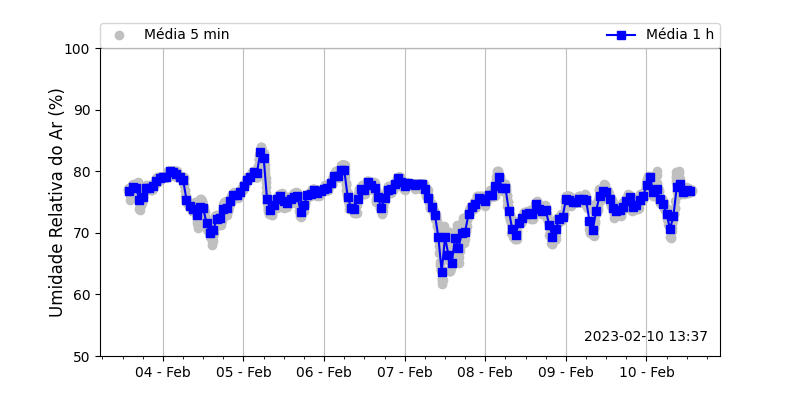 Média 5 min
Média 1 h
Umidade Relativa do Ar (%)
100
90
80
70
60
50
2023-02-10 13:37
04 - Feb
05 - Feb
06 - Feb
07 - Feb
08 - Feb
09 - Feb
10 - Feb